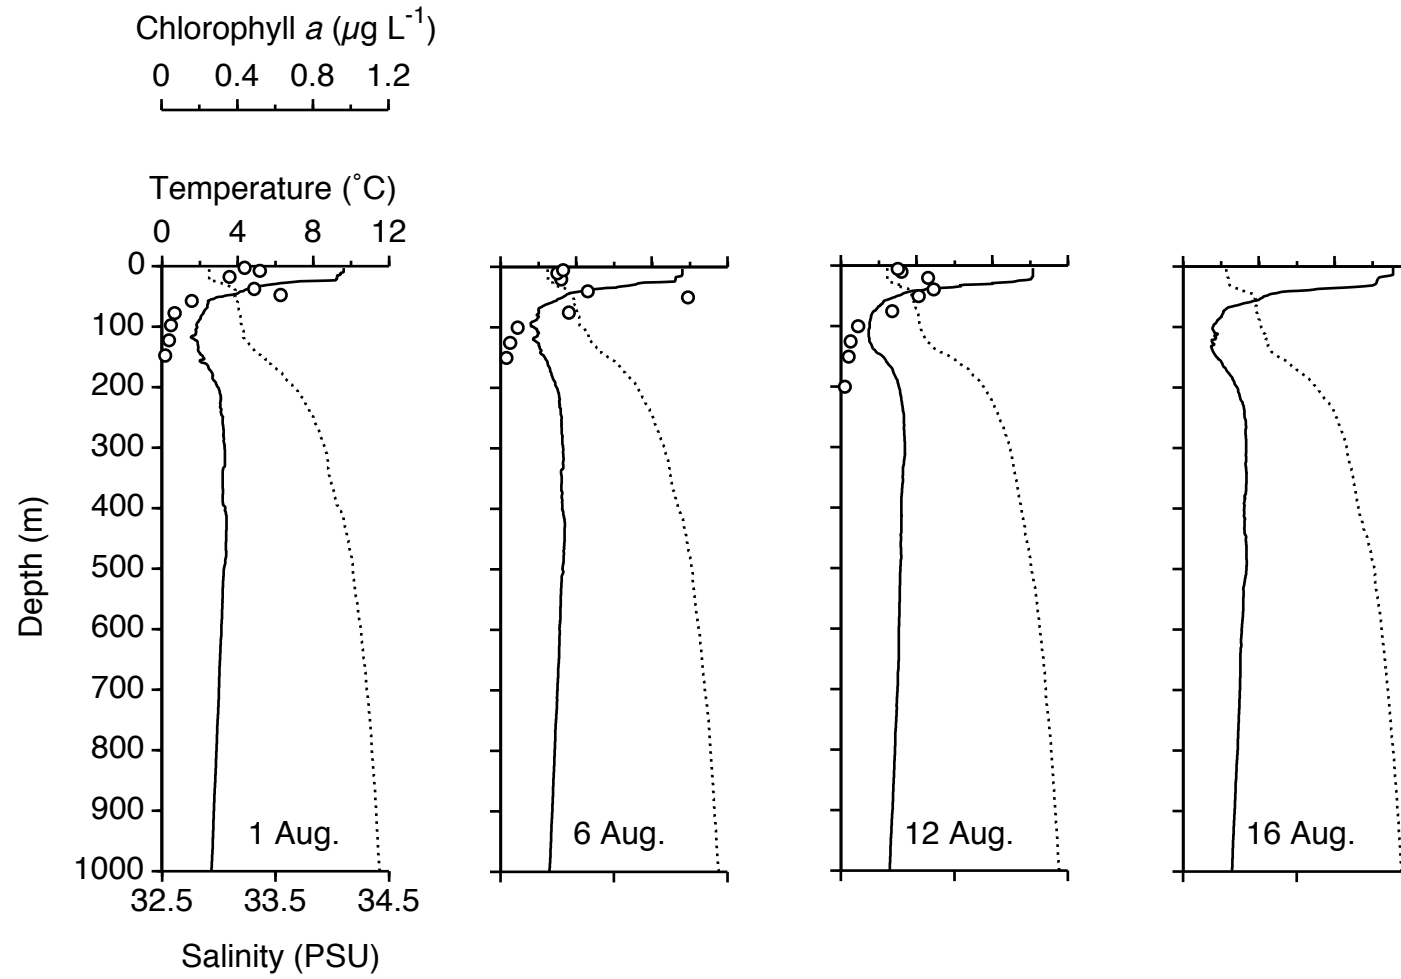 Chlorophyll a (µg L-1)
0 0.4 0.8 1.2
Temperature (˚C)
0 4 8 12
0
100
200
300
400
500
600
700
800
900
1000
Depth (m)
32.5 33.5 34.5
Salinity (PSU)
1 Aug.
6 Aug.
12 Aug.
16 Aug.